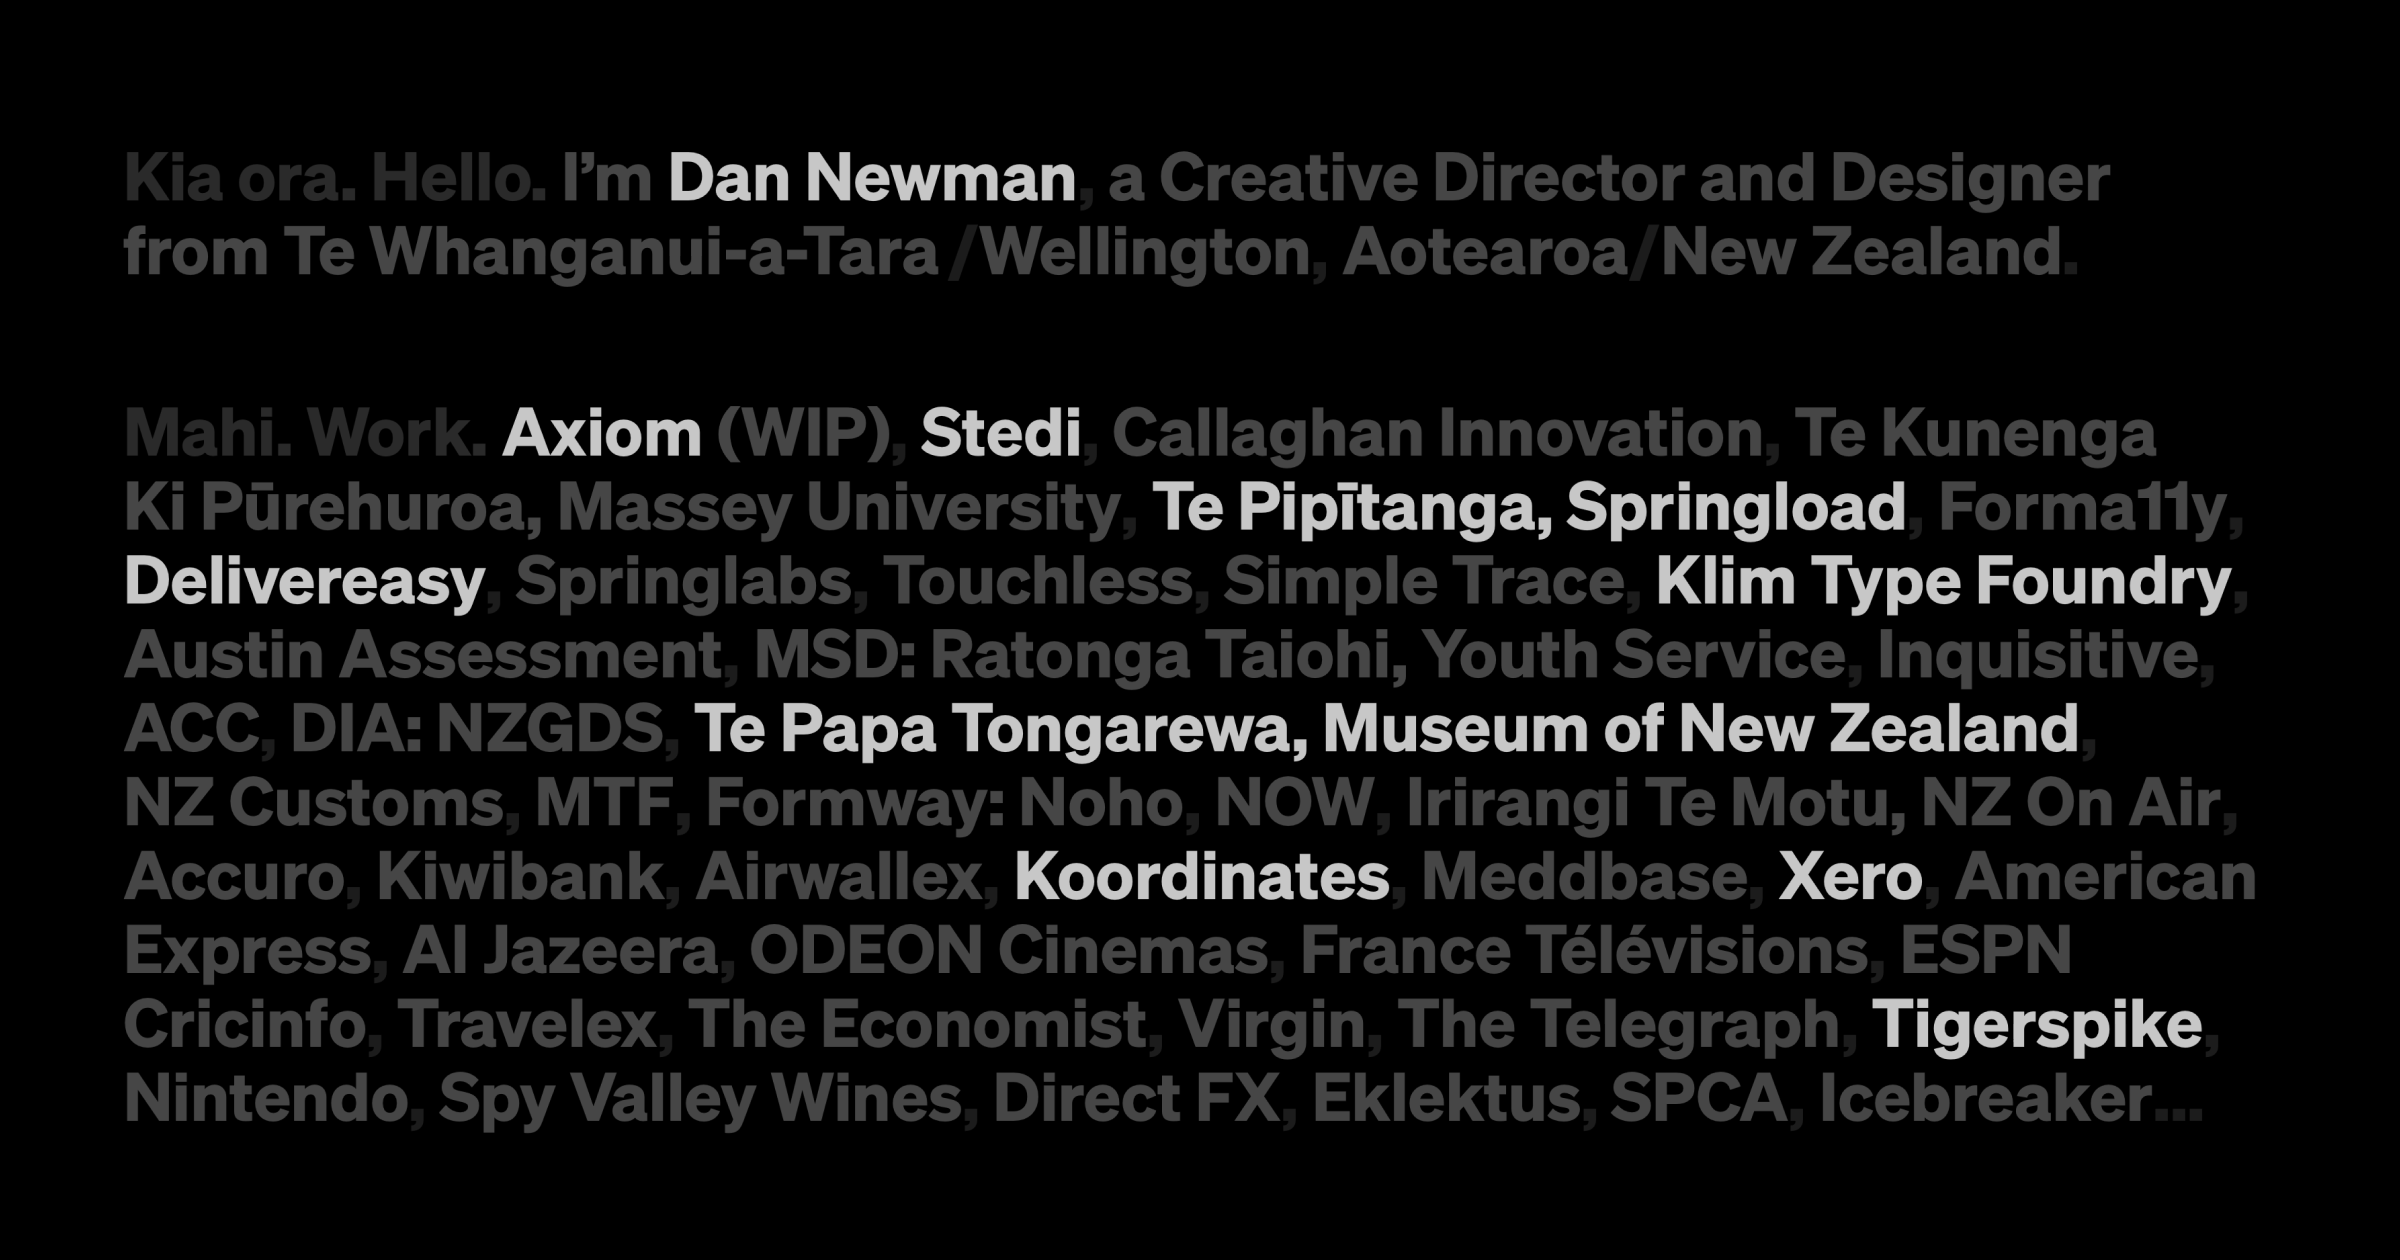 Kia ora. Hello. I’m Dan Newman, a Creative Director and Designer
from Te Whanganui-a-Tara/Wellington, Aotearoa/New Zealand.
Mahi. Work. Axiom (WIP), Stedi, Callaghan Innovation, Te Kunenga
Ki Pūrehuroa, Massey University, Te Pipītanga, Springload, Forma11y,
Delivereasy, Springlabs, Touchless, Simple Trace, Klim Type Foundry,
Austin Assessment, MSD: Ratonga Taiohi, Youth Service, Inquisitive,
ACC, DIA: NZGDS, Te Papa Tongarewa, Museum of New Zealand,
NZ Customs, MTF, Formway: Noho, NOW, Irirangi Te Motu, NZ On Air,
Accuro, Kiwibank, Airwallex, Koordinates, Meddbase, Xero, American
Express, Al Jazeera, ODEON Cinemas, France Télévisions, ESPN
Cricinfo, Travelex, The Economist, Virgin, The Telegraph, Tigerspike,
Nintendo, Spy Valley Wines, Direct FX, Eklektus, SPCA, Icebreaker…